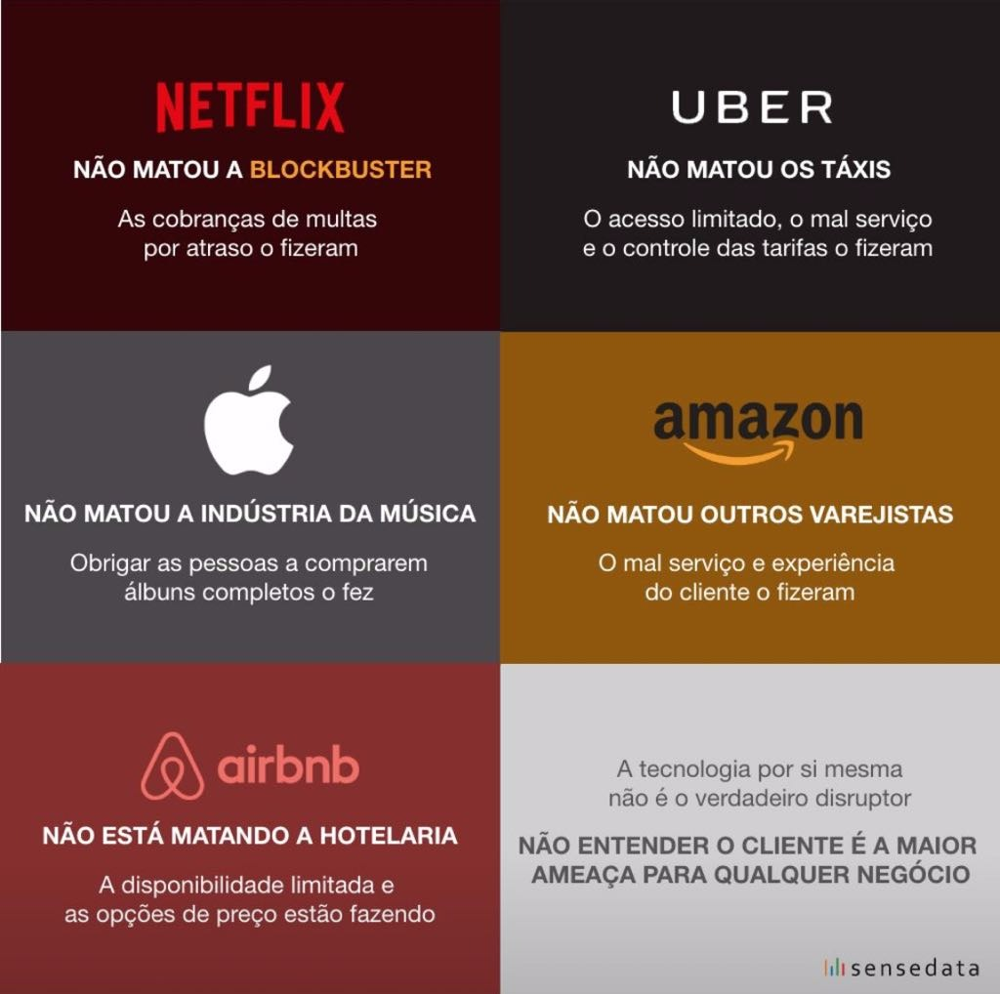 NETFLIX
NÃO MATOU A BLOCKBUSTER
As cobranças de multas
por atraso o fizeram
UBER
NÃO MATOU OS TÁXIS
O acesso limitado, o mal serviço
e o controle das tarifas o fizeram
NÃO MATOU A INDÚSTRIA DA MÚSICA
Obrigar as pessoas a comprarem
álbuns completos o fez
amazon
NÃO MATOU OUTROS VAREJISTAS
O mal serviço e experiência
do cliente o fizeram
airbnb
NÃO ESTÁ MATANDO A HOTELARIA
A disponibilidade limitada e
as opções de preço estão fazendo
A tecnologia por si mesma
não é o verdadeiro disruptor
NÃO ENTENDER O CLIENTE É A MAIOR
AMEAÇA PARA QUALQUER NEGÓCIO
sensedata